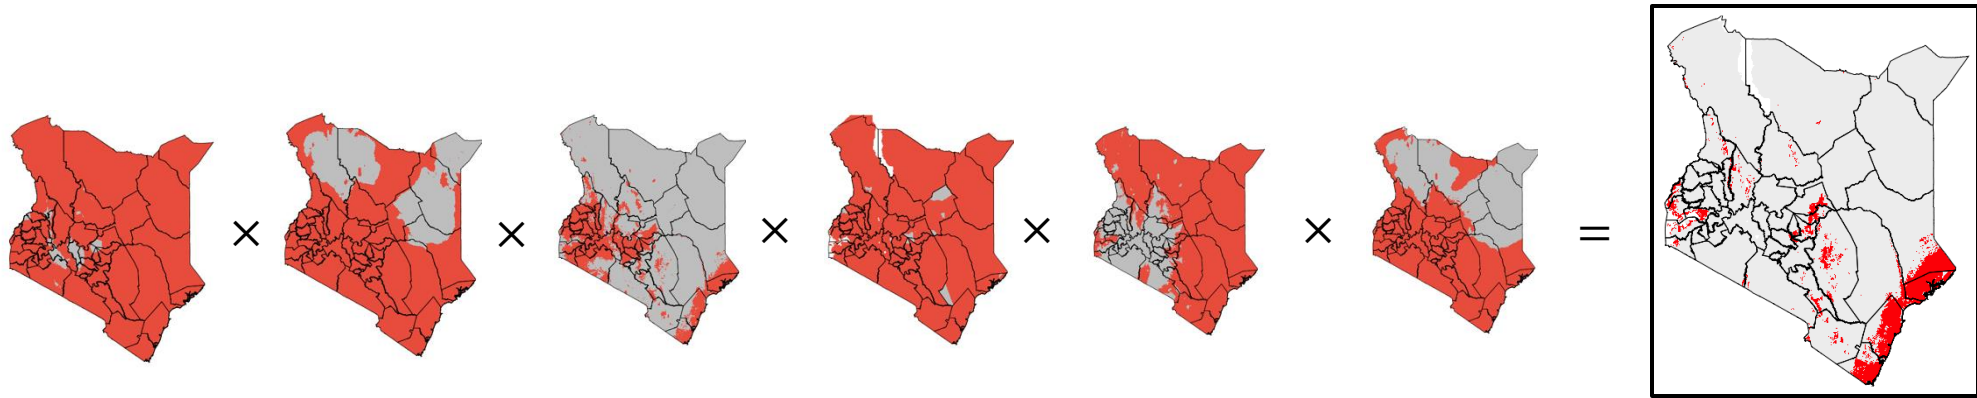 × × × × × =